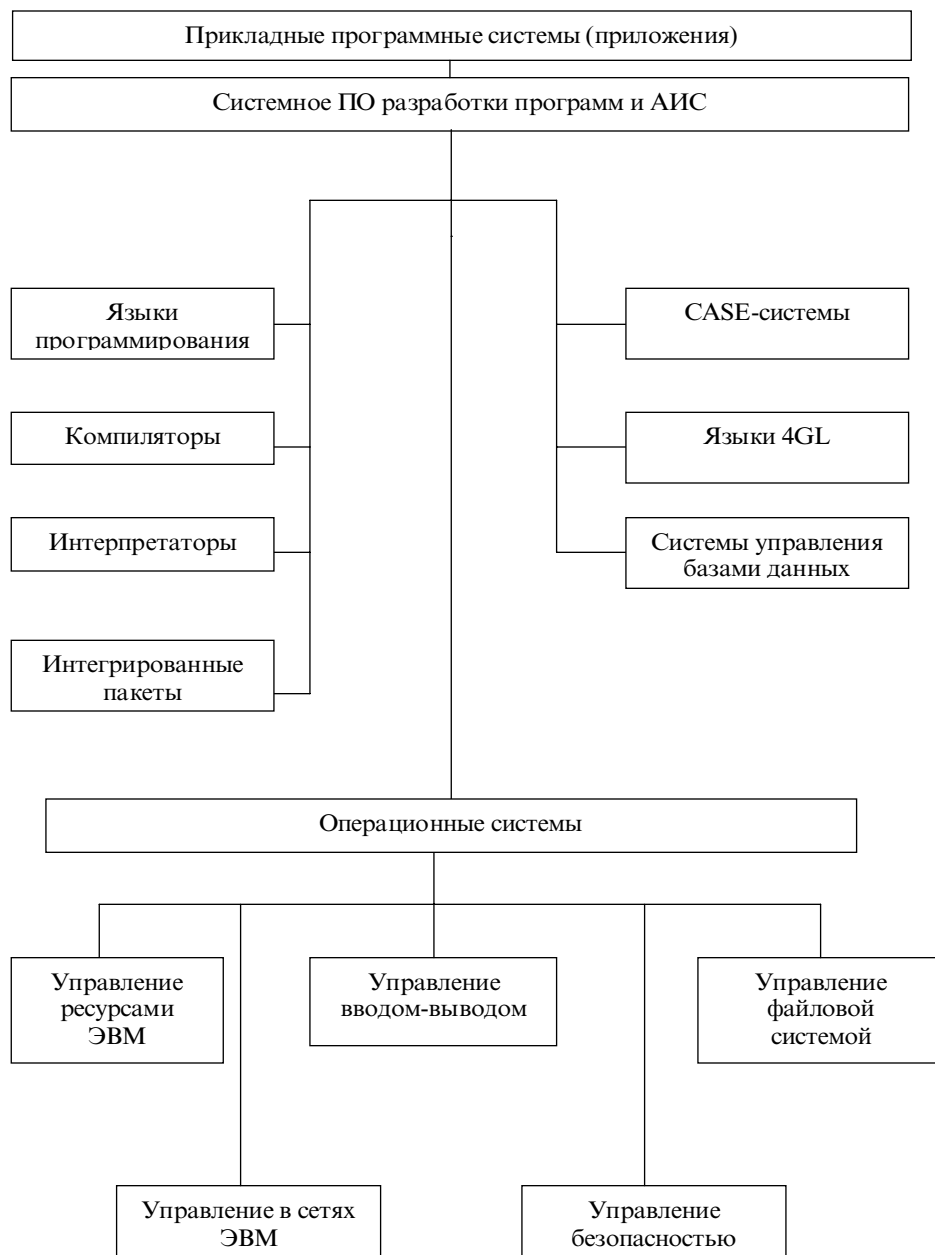 Прикладные программные системы (приложения)
Системное ПО разработки программ и АИС
Языки
программирования
CASE-системы
Компиляторы
Языки 4GL
Интерпретаторы
Системы управления
базами данных
Интегрированные
пакеты
Операционные системы
Управление
ресурсами
ЭВМ
Управление
вводом-выводом
Управление
файловой
системой
Управление в сетях
ЭВМ
Управление
безопасностью